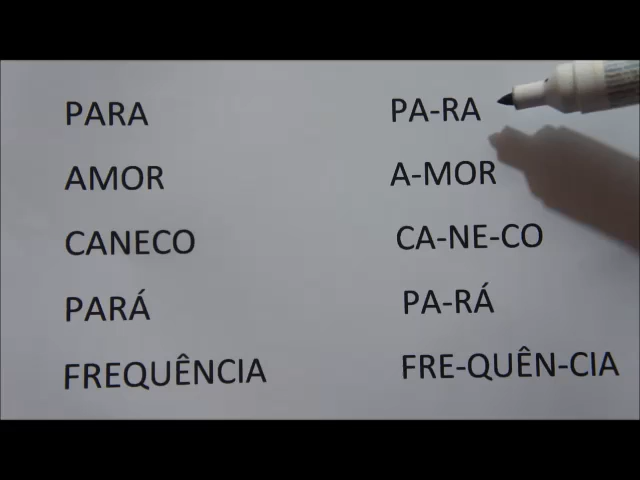 PARA PA-RA
AMOR A-MOR
CANECO CA-NE-CO
PARÁ PA-RÁ
FREQUÊNCIA FRE-QUÊN-CIA